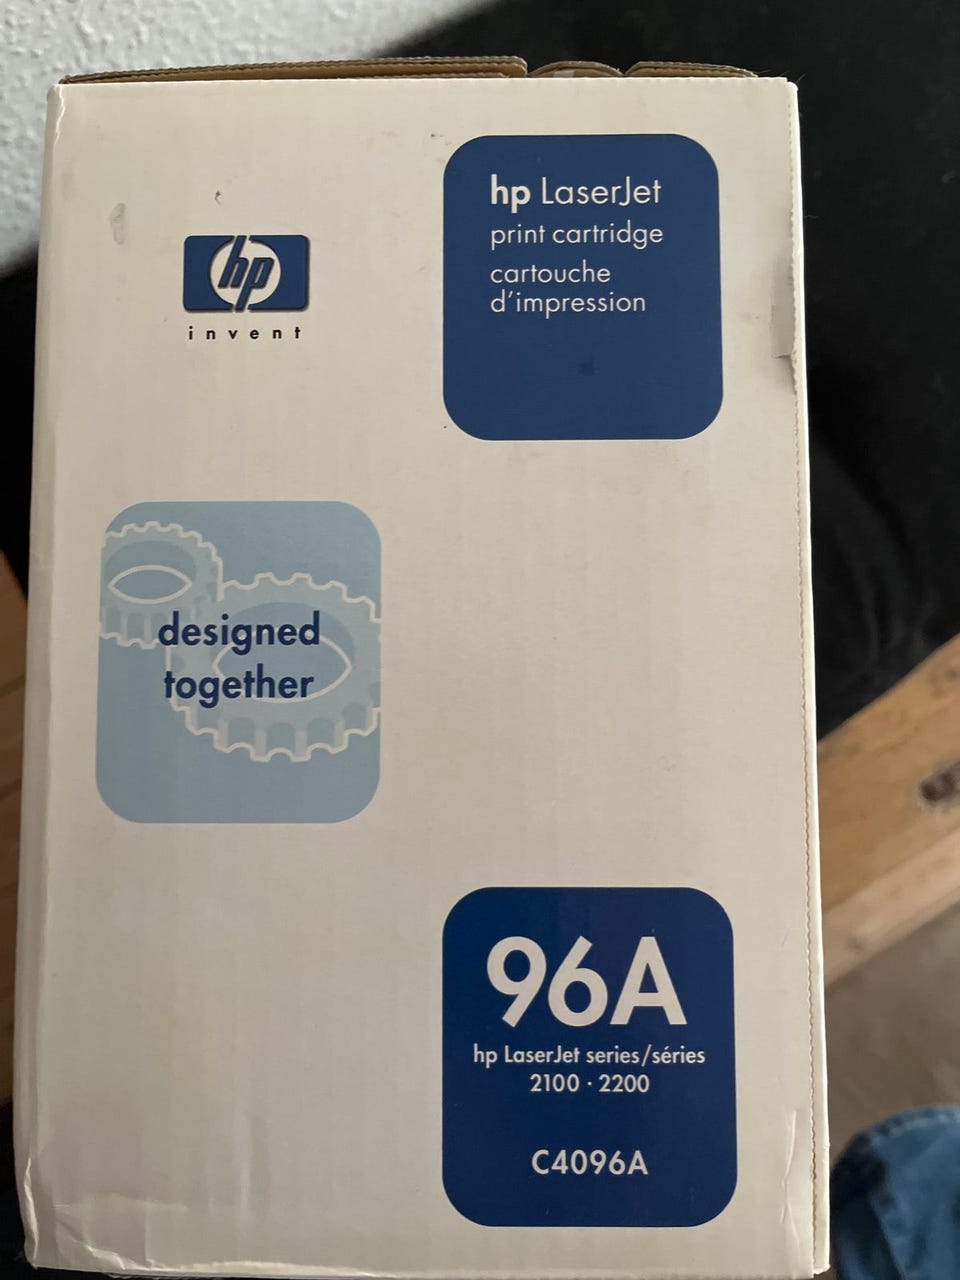 hp LaserJet
print cartridge
cartouche
d'impression
hp
invent
designed
together
96A
hp LaserJet series/séries
2100 · 2200
C4096A